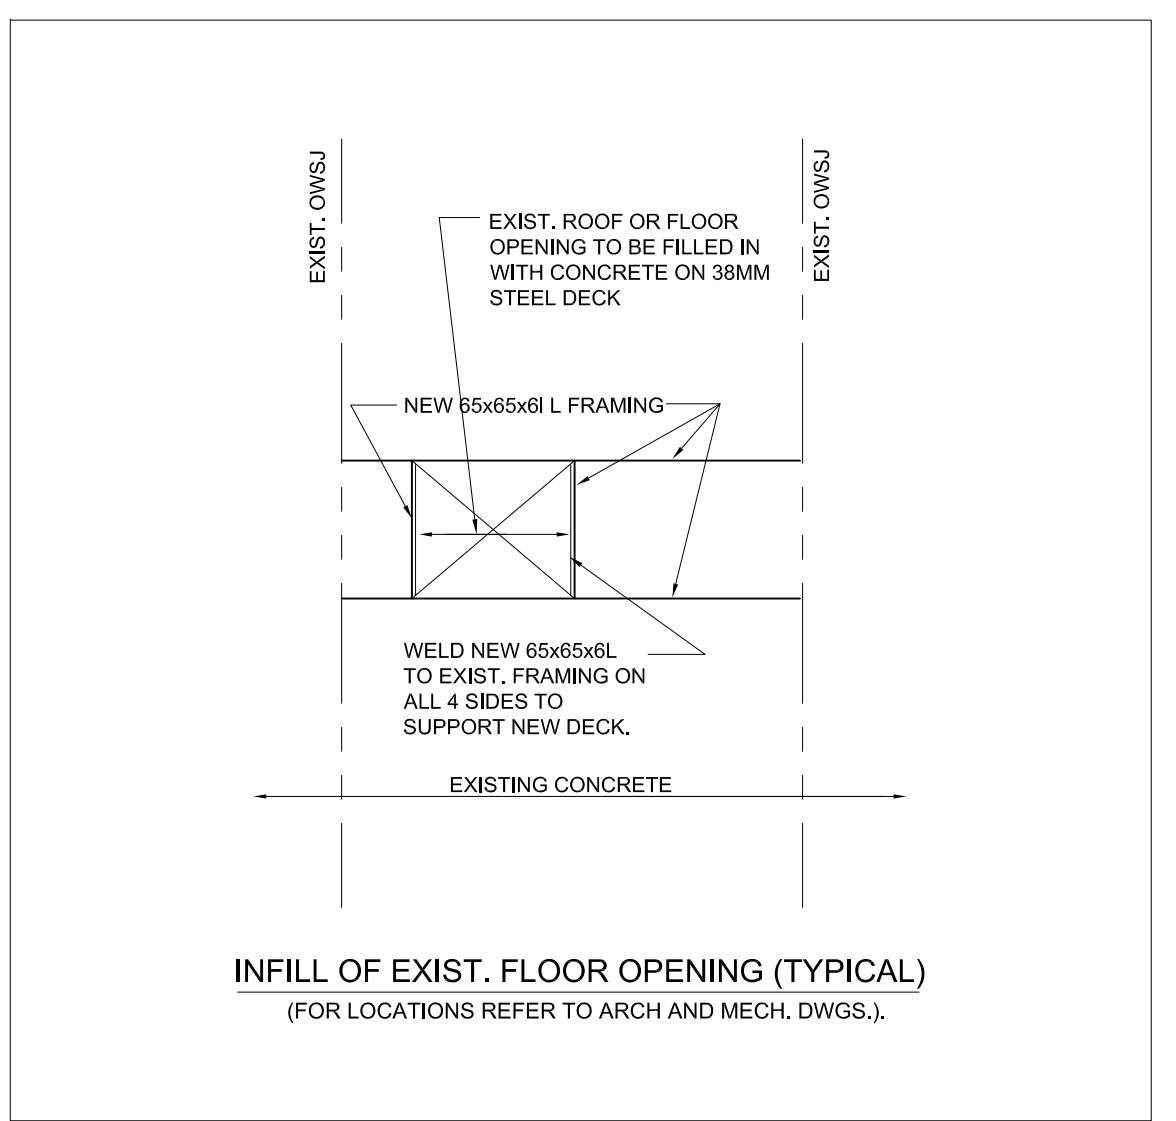 EXIST. OWSJ
EXIST. OWSJ
EXIST. ROOF OR FLOOR
OPENING TO BE FILLED IN
WITH CONCRETE ON 38MM
STEEL DECK
NEW 65x65x6l L FRAMING
WELD NEW 65x65x6L
TO EXIST. FRAMING ON
ALL 4 SIDES TO
SUPPORT NEW DECK.
EXISTING CONCRETE
INFILL OF EXIST. FLOOR OPENING (TYPICAL)
(FOR LOCATIONS REFER TO ARCH AND MECH. DWGS.).